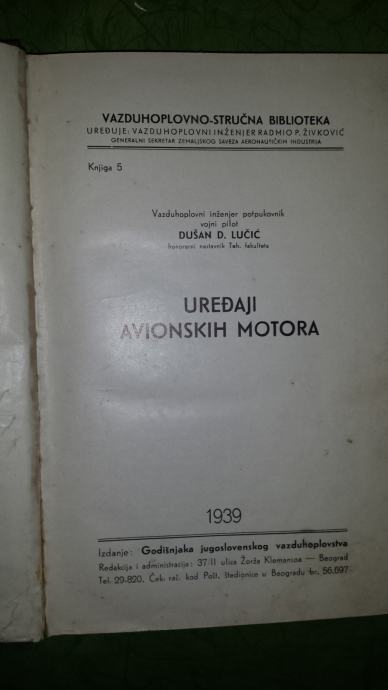 VAZDUHOPLOVNO-STRUČNA BIBLIOTEKA
UREĐUJE: VAZDUHOPLOVNI INŽENJER RADMIO P. ŽIVKOVIĆ
GENERALNI SEKRETAR ZEMALJSKOG SAVEZA AERONAUTIČKIH INDUSTRIJA
Knjiga 5
Vazduhoplovni inženjer potpukovnik
vojni pilot
DUŠAN D. LUČIĆ
honorarni nastavnik Teh. fakulteta
UREĐAJI
AVIONSKIH MOTORA
1939
Izdanje: Godišnjaka jugoslovenskog vazduhoplovstva
Redakcija i administracija: 37/II ulica Žorža Klemansoa — Beograd
Tel. 29-820. Ček. rač. kod Pošt. štedionice u Beogradu br. 56.697